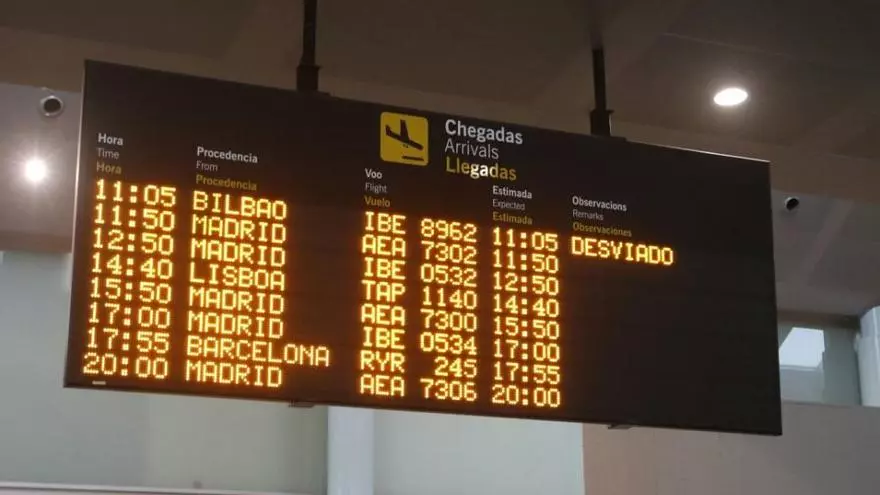 Chegadas
Arrivals
Llegadas
Hora Procedencia Voo Esperada Observacions
Time From Flight Expected Remarks
Hora Procedencia Vuelo Estimada Observaciones
11:05 BILBAO IBE 8962 11:05 DESVIADO
11:50 MADRID AEA 7302 11:50
12:50 MADRID IBE 0532 12:50
14:40 LISBOA TAP 1140 14:40
15:50 MADRID AEA 7300 15:50
17:00 MADRID IBE 0534 17:00
17:55 BARCELONA RYR 245 17:55
20:00 MADRID AEA 7306 20:00